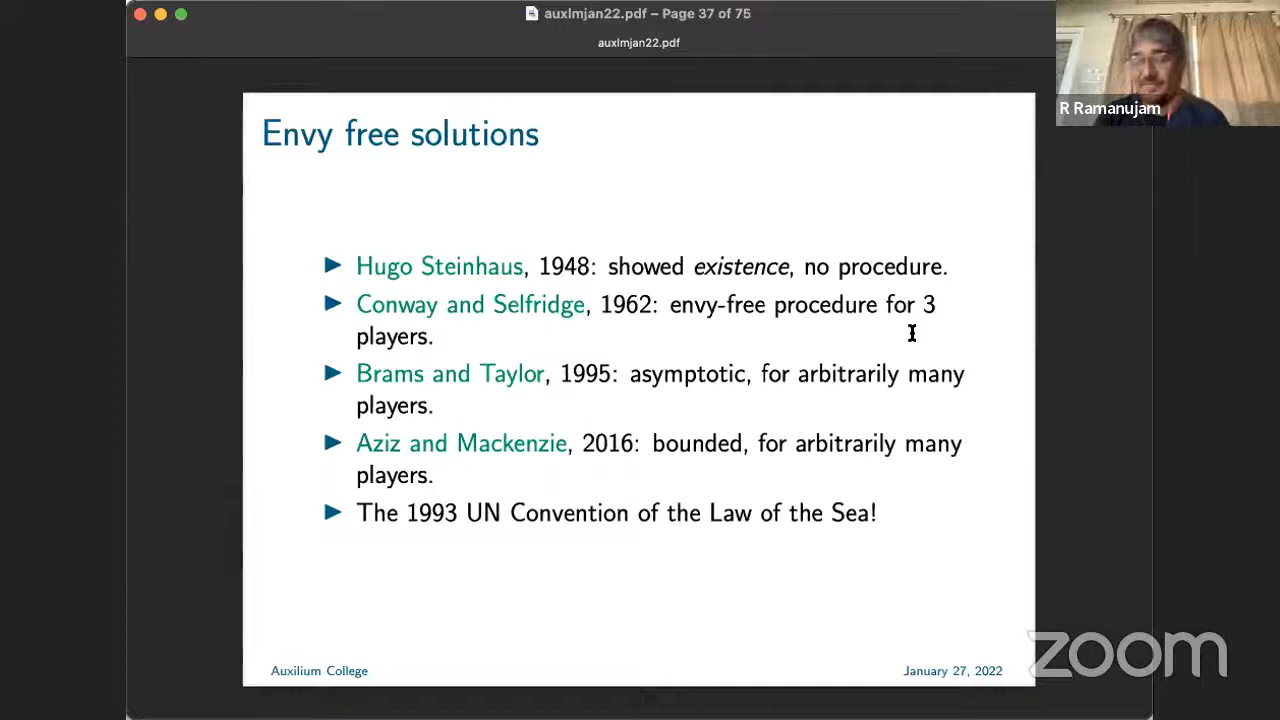 auxlmjan22.pdf – Page 37 of 75
auxlmjan22.pdf
R Ramanujam
Envy free solutions
Hugo Steinhaus, 1948: showed existence, no procedure.
Conway and Selfridge, 1962: envy-free procedure for 3
players.
Brams and Taylor, 1995: asymptotic, for arbitrarily many
players.
Aziz and Mackenzie, 2016: bounded, for arbitrarily many
players.
The 1993 UN Convention of the Law of the Sea!
Auxilium College
January 27, 2022
zoom